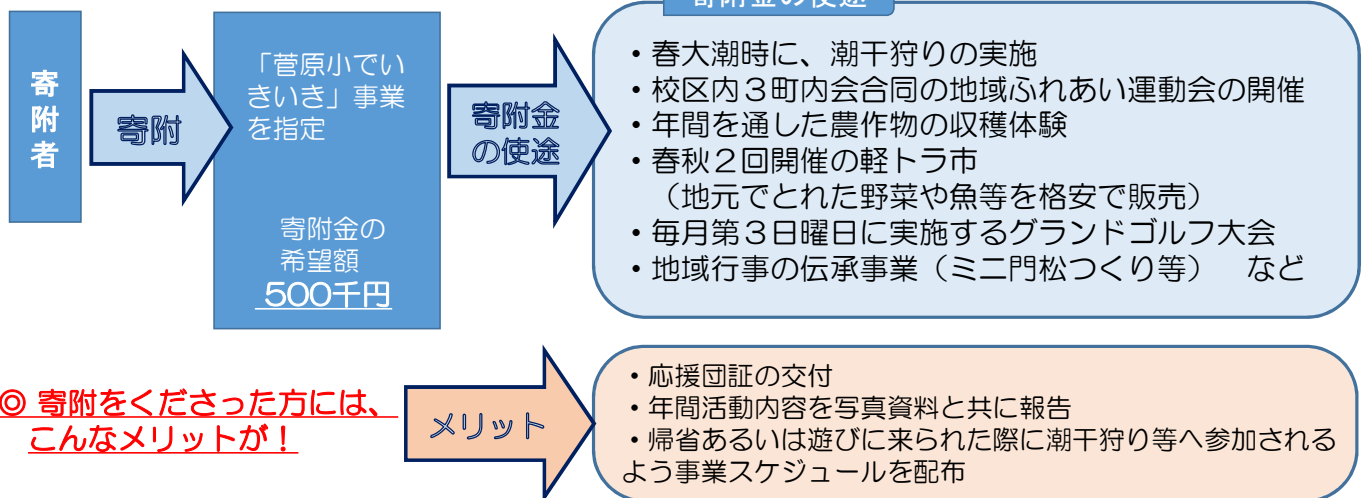 寄附金の使途
寄附者
寄附
「菅原小でい
きいき」事業
を指定
寄附金の
希望額
500千円
寄附金
の使途
・春大潮時に、潮干狩りの実施
・校区内３町内会合同の地域ふれあい運動会の開催
・年間を通した農作物の収穫体験
・春秋２回開催の軽トラ市
（地元でとれた野菜や魚等を格安で販売）
・毎月第３日曜日に実施するグランドゴルフ大会
・地域行事の伝承事業（ミニ門松つくり等）　など
◎ 寄附をくださった方には、
こんなメリットが！
メリット
・応援団証の交付
・年間活動内容を写真資料と共に報告
・帰省あるいは遊びに来られた際に潮干狩り等へ参加される
よう事業スケジュールを配布